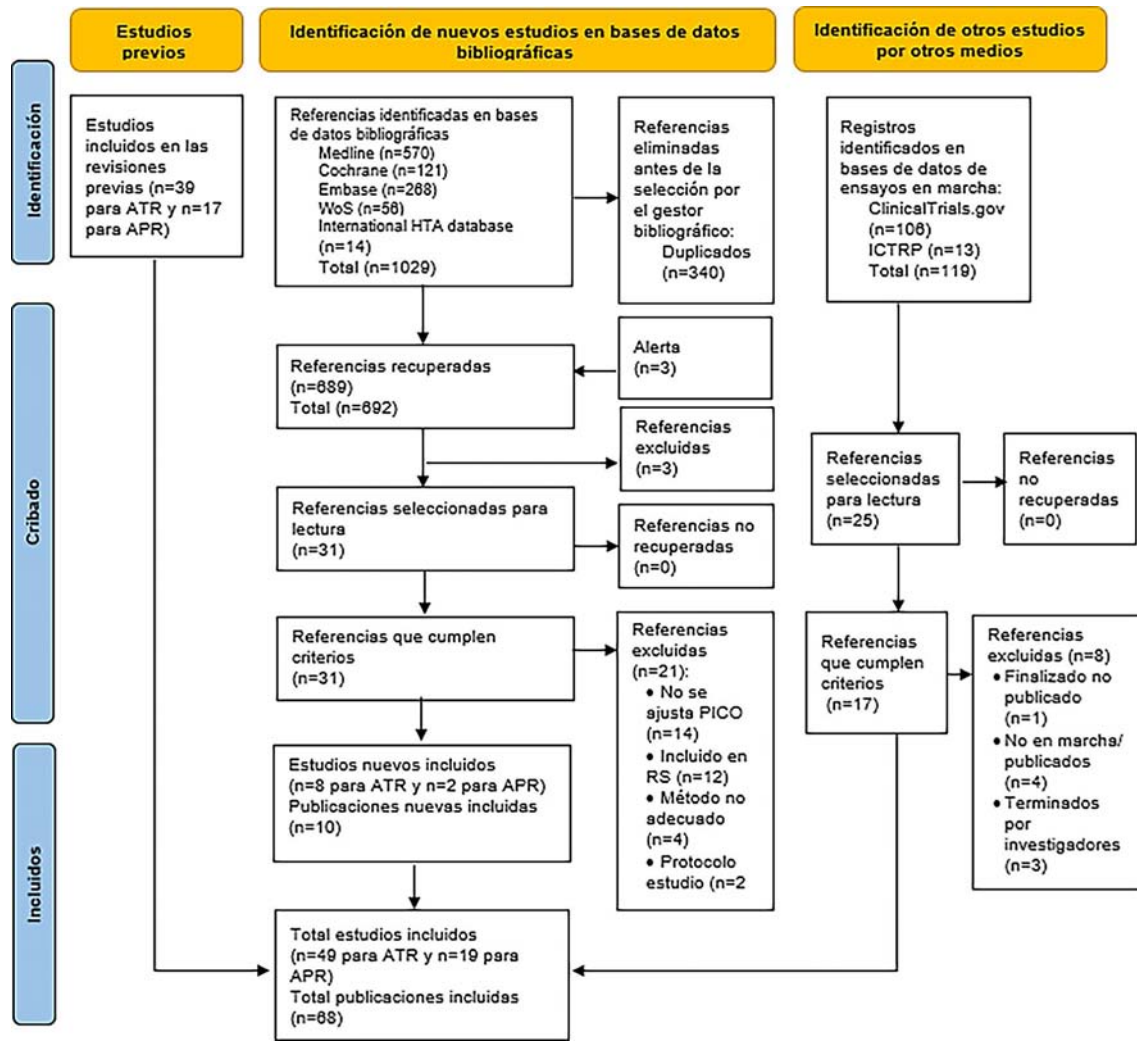 Estudios
previos
Identificación de nuevos estudios en bases de datos
bibliográficas
Identificación de otros estudios
por otros medios
Identificación
Estudios
incluidos en las
revisiones
previas (n=39
para ATR y n=17
para APR)
Referencias identificadas en bases
de datos bibliográficas
Medline (n=570)
Cochrane (n=121)
Embase (n=268)
WoS (n=56)
International HTA database
(n=14)
Total (n=1029)
Referencias
eliminadas
antes de la
selección por
el gestor
bibliográfico:
Duplicados
(n=340)
Registros
identificados en
bases de datos de
ensayos en marcha:
ClinicalTrials.gov
(n=106)
ICTRP (n=13)
Total (n=119)
Cribado
Referencias recuperadas
(n=689)
Total (n=692)
Alerta
(n=3)
Referencias
excluidas
(n=3)
Referencias seleccionadas para
lectura
(n=31)
Referencias no
recuperadas
(n=0)
Referencias
seleccionadas
para lectura
(n=25)
Referencias
no
recuperadas
(n=0)
Referencias que cumplen
criterios
(n=31)
Referencias
excluidas
(n=21):
• No se
ajusta PICO
(n=14)
• Incluido en
RS (n=12)
• Método no
adecuado
(n=4)
• Protocolo
estudio (n=2
Referencias
que cumplen
criterios
(n=17)
Referencias
excluidas (n=8)
• Finalizado no
publicado
(n=1)
• No en marcha/
publicados
(n=4)
• Terminados
por
investigadores
(n=3)
Incluidos
Estudios nuevos incluidos
(n=8 para ATR y n=2 para APR)
Publicaciones nuevas incluidas
(n=10)
Total estudios incluidos
(n=49 para ATR y n=19 para
APR)
Total publicaciones incluidas
(n=68)